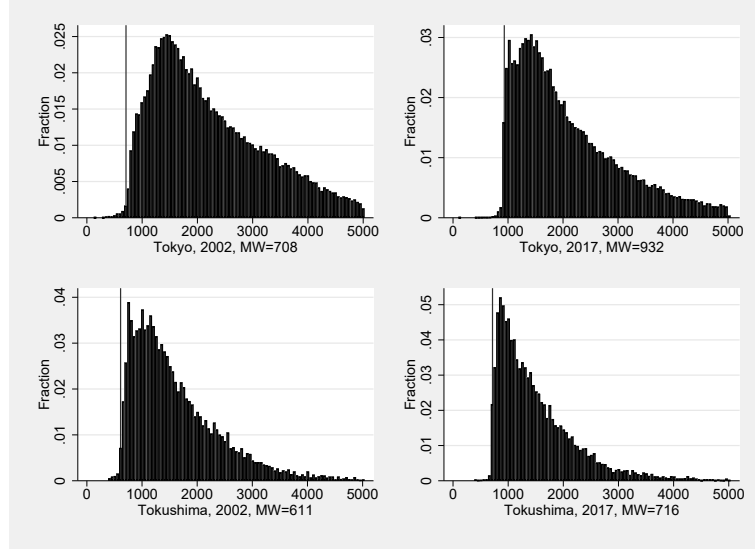 Fraction
0 .005 .01 .015 .02 .025
0 1000 2000 3000 4000 5000
Tokyo, 2002, MW=708
Fraction
0 .01 .02 .03
0 1000 2000 3000 4000 5000
Tokyo, 2017, MW=932
Fraction
0 .01 .02 .03 .04
0 1000 2000 3000 4000 5000
Tokushima, 2002, MW=611
Fraction
0 .01 .02 .03 .04 .05
0 1000 2000 3000 4000 5000
Tokushima, 2017, MW=716